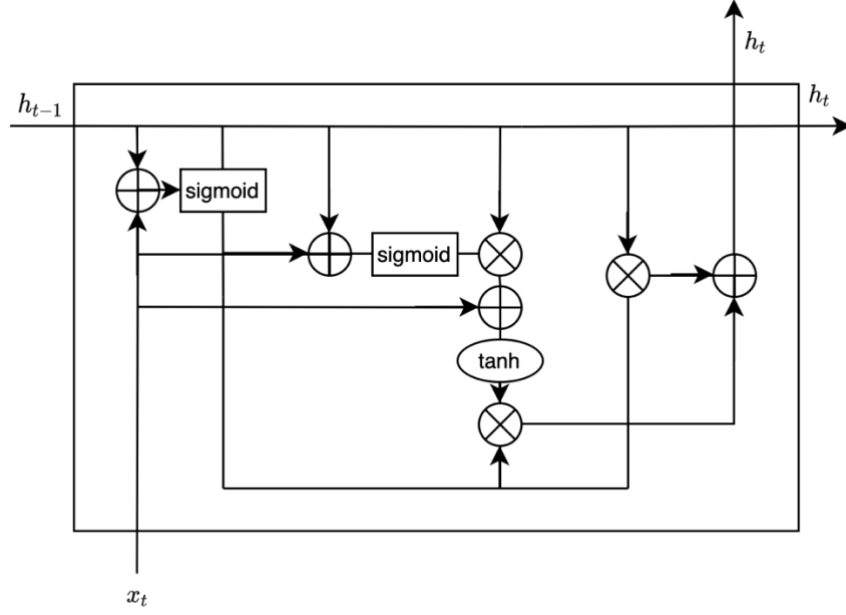 h_t
h_{t-1}
h_t
sigmoid
sigmoid
tanh
x_t